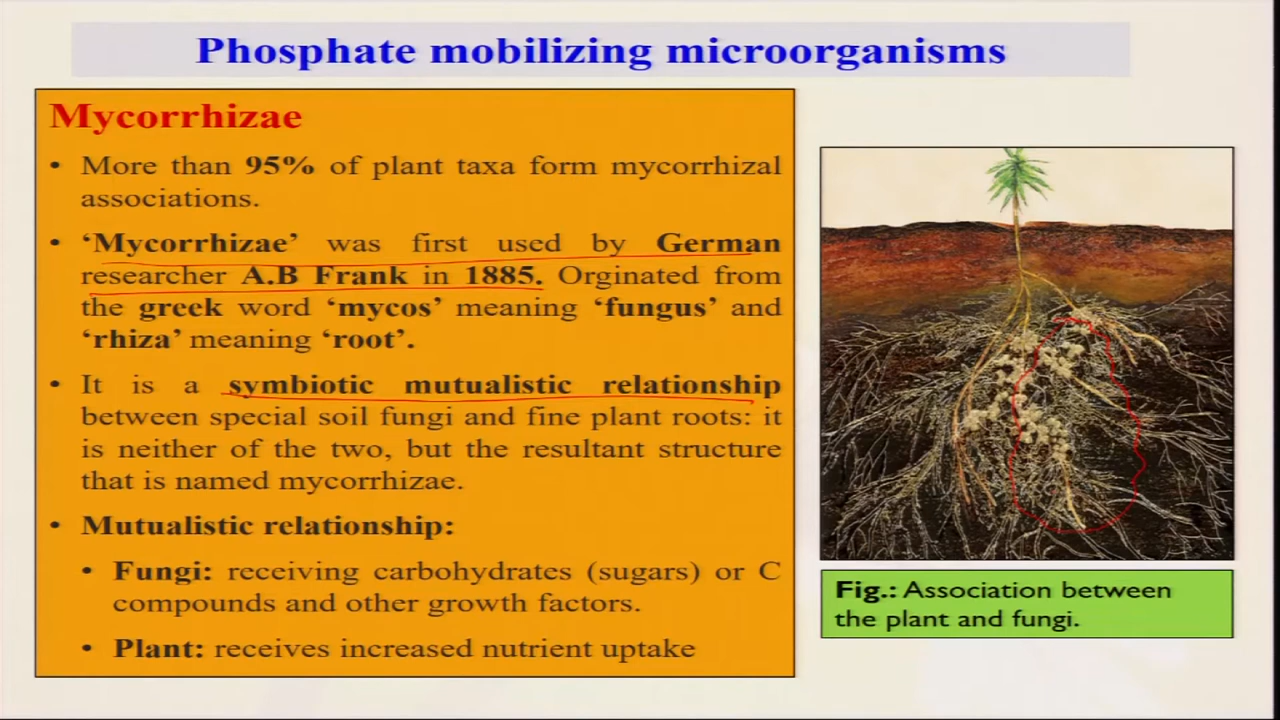 Phosphate mobilizing microorganisms
Mycorrhizae
• More than 95% of plant taxa form mycorrhizal
associations.
• ‘Mycorrhizae’ was first used by German
researcher A.B Frank in 1885. Orginated from
the greek word ‘mycos’ meaning ‘fungus’ and
‘rhiza’ meaning ‘root’.
• It is a symbiotic mutualistic relationship
between special soil fungi and fine plant roots: it
is neither of the two, but the resultant structure
that is named mycorrhizae.
• Mutualistic relationship:
• Fungi: receiving carbohydrates (sugars) or C
compounds and other growth factors.
• Plant: receives increased nutrient uptake
Fig.: Association between
the plant and fungi.